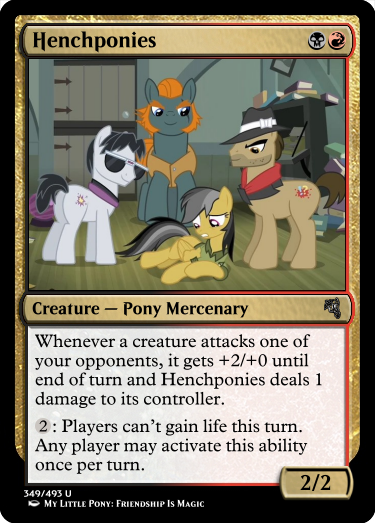 Henchponies
Creature — Pony Mercenary
Whenever a creature attacks one of
your opponents, it gets +2/+0 until
end of turn and Henchponies deals 1
damage to its controller.
2: Players can't gain life this turn.
Any player may activate this ability
once per turn.
2/2
349/493 U
My Little Pony: Friendship Is Magic